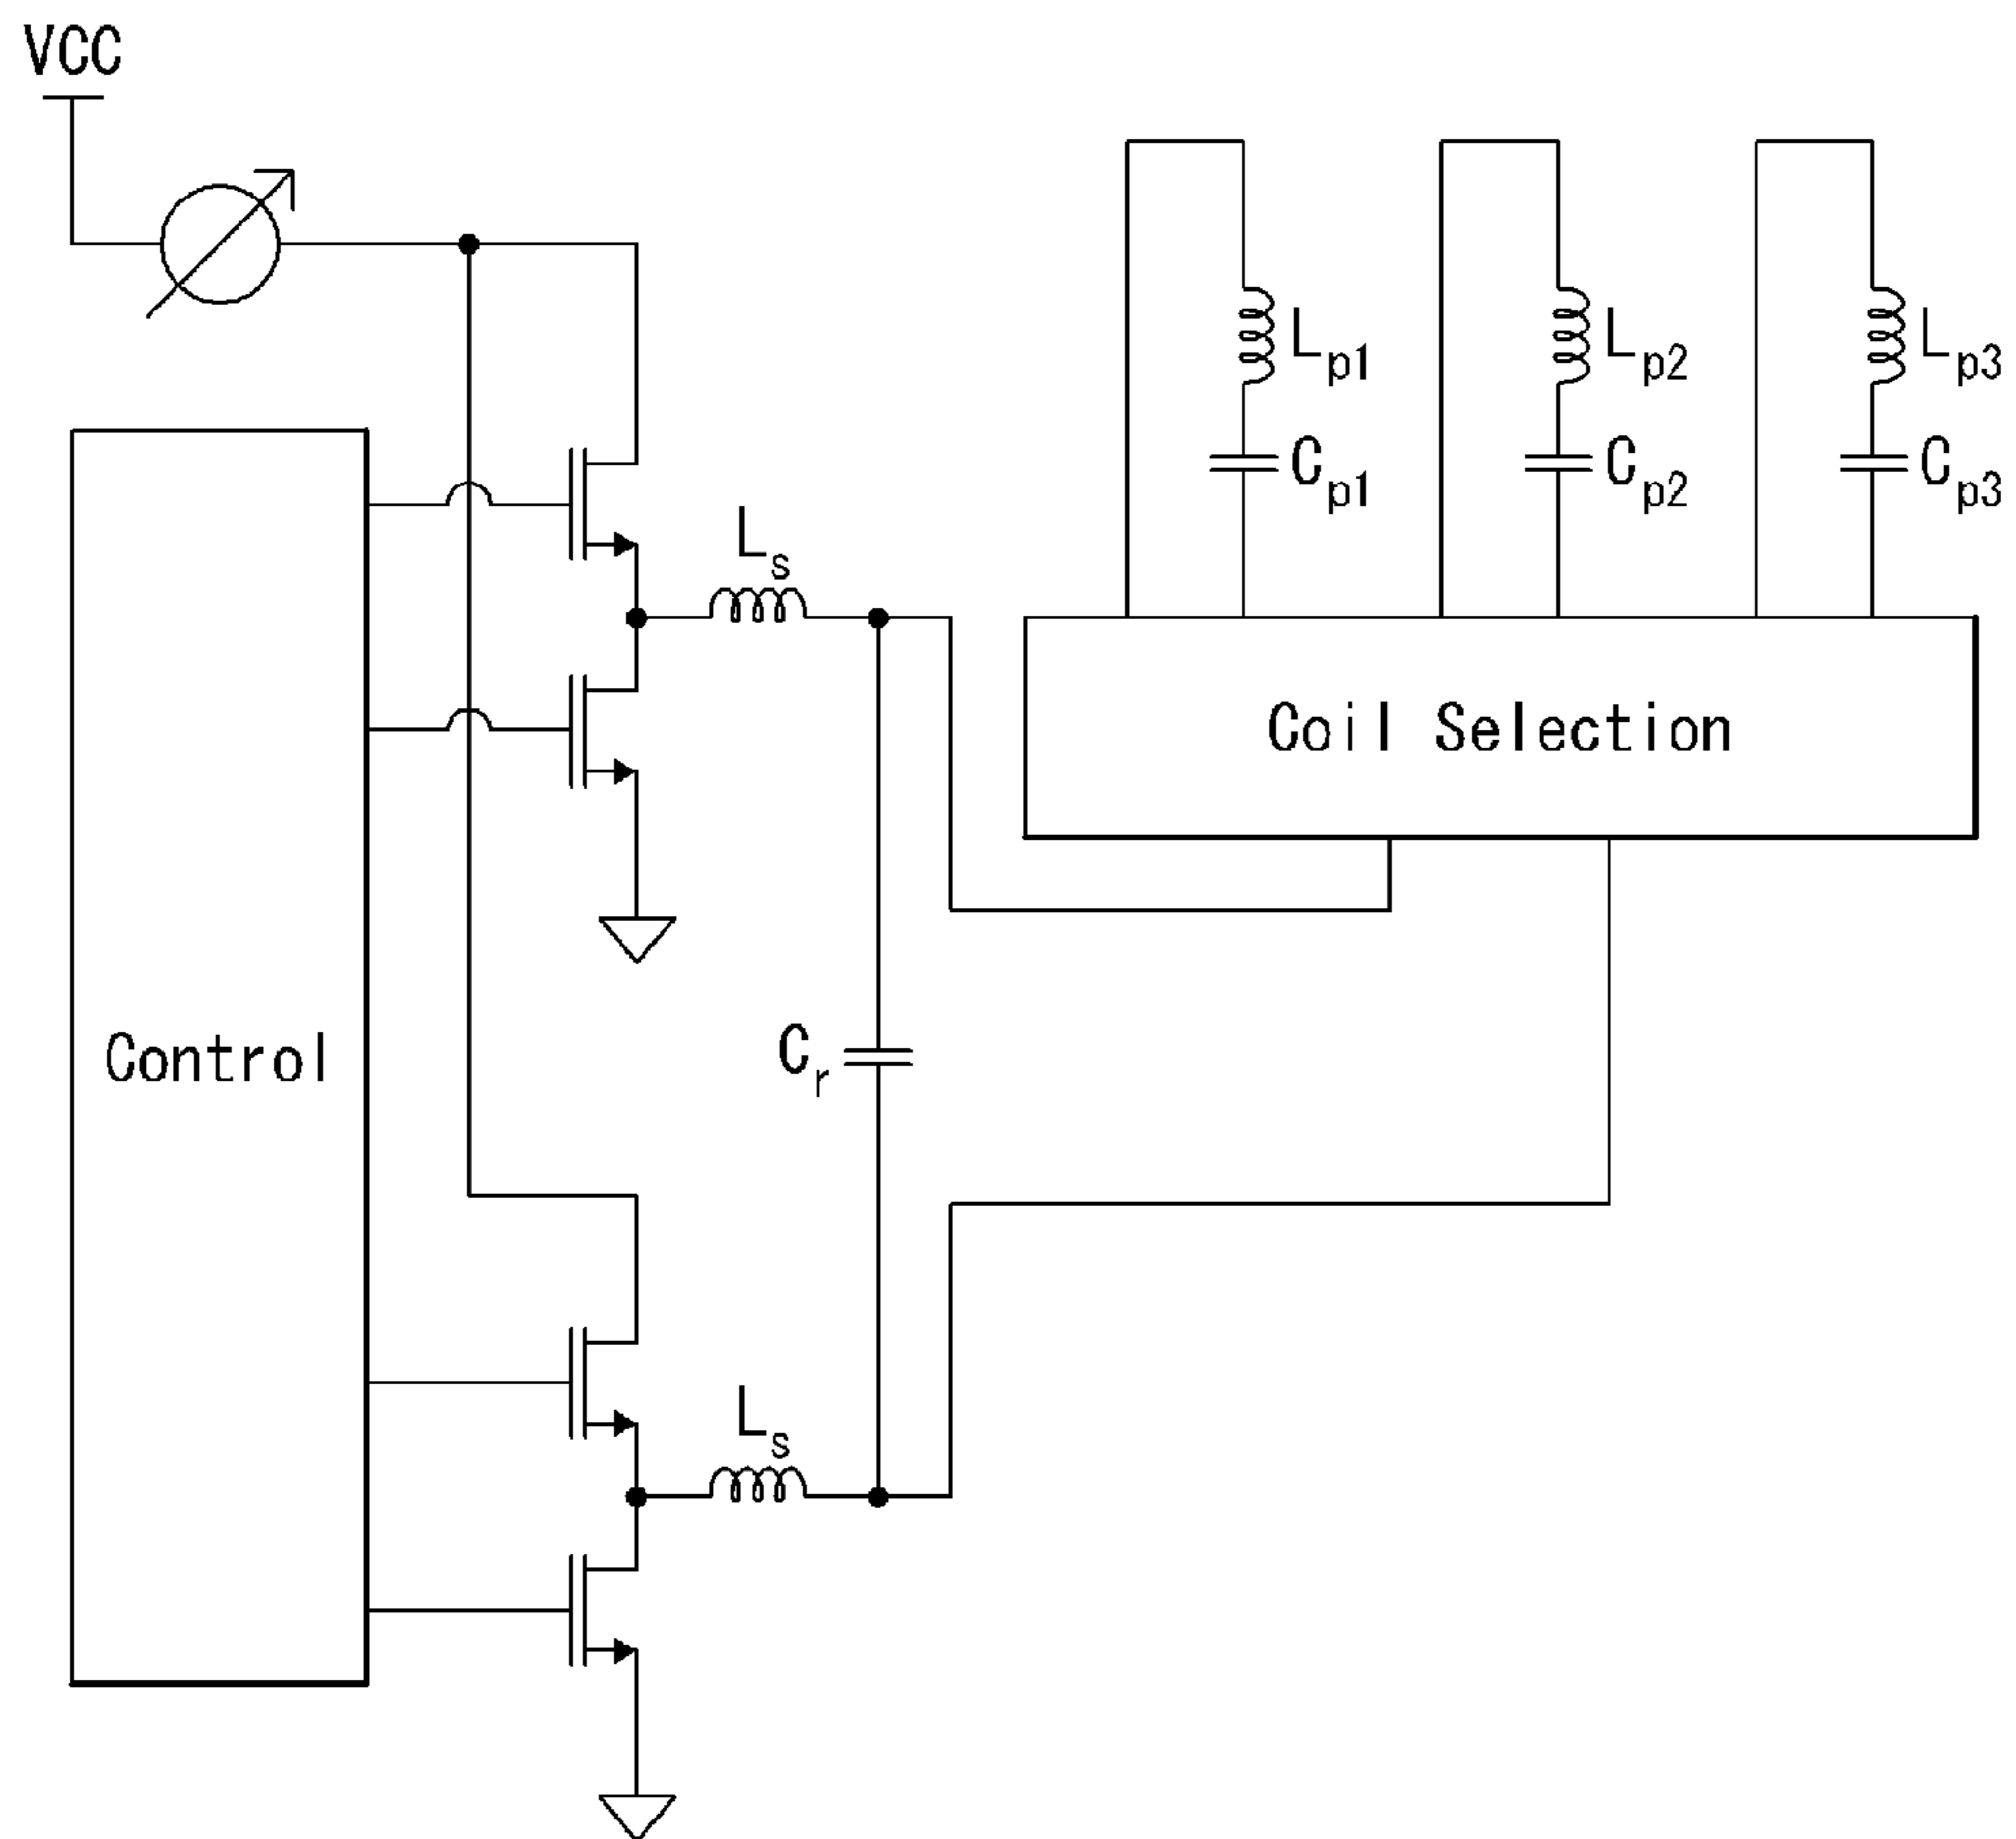 VCC
Lp1
Lp2
Lp3
Cp1
Cp2
Cp3
Ls
Coil Selection
Control
Cr
Ls